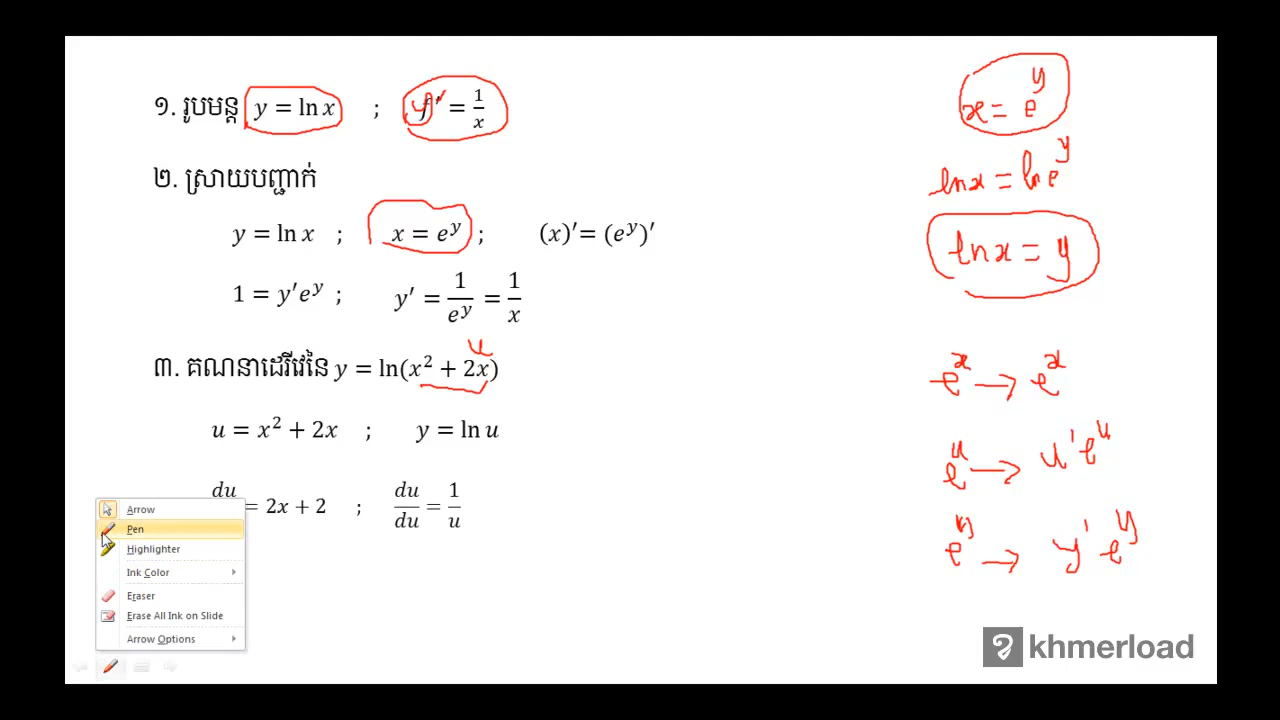 ១. រូបមន្ត y = ln x ; y' = 1/x
២. ស្រាយបញ្ជាក់
y = ln x ; x = e^y ; (x)' = (e^y)'
1 = y'e^y ; y' = 1/e^y = 1/x
៣. គណនាដេរីវេនៃ y = ln(x² + 2x)
u
u = x² + 2x ; y = ln u
du = 2x + 2 ; du/du = 1/u
Arrow
Pen
Highlighter
Ink Color
Eraser
Erase All Ink on Slide
Arrow Options
x = e^y
ln x = ln e^y
ln x = y
e^x → e^x
e^u → u' e^u
e^y → y' e^y
khmerload